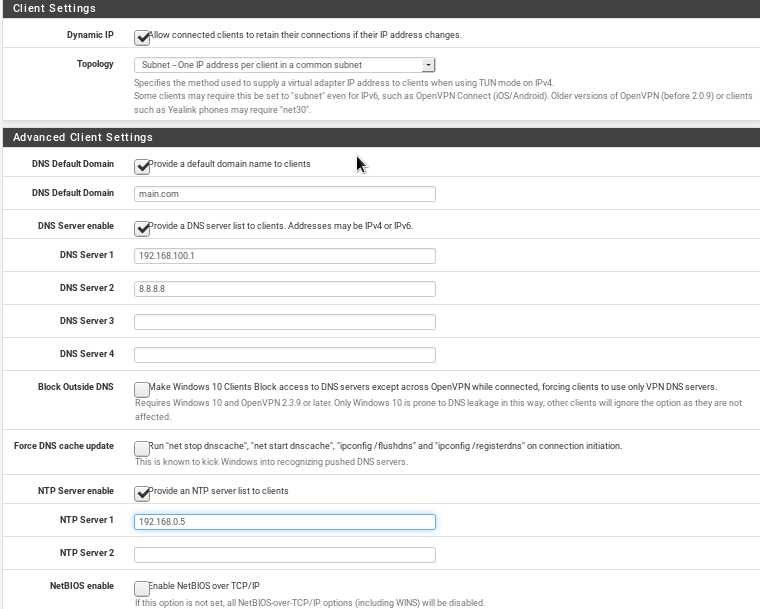 Client Settings
Dynamic IP Allow connected clients to retain their connections if their IP address changes.
Topology Subnet – One IP address per client in a common subnet
Specifies the method used to supply a virtual adapter IP address to clients when using TUN mode on IPv4.
Some clients may require this be set to "subnet" even for IPv6, such as OpenVPN Connect (iOS/Android). Older versions of OpenVPN (before 2.0.9) or clients
such as Yealink phones may require "net30".
Advanced Client Settings
DNS Default Domain Provide a default domain name to clients
DNS Default Domain main.com
DNS Server enable Provide a DNS server list to clients. Addresses may be IPv4 or IPv6.
DNS Server 1 192.168.100.1
DNS Server 2 8.8.8.8
DNS Server 3
DNS Server 4
Block Outside DNS Make Windows 10 Clients Block access to DNS servers except across OpenVPN while connected, forcing clients to use only VPN DNS servers.
Requires Windows 10 and OpenVPN 2.3.9 or later. Only Windows 10 is prone to DNS leakage in this way, other clients will ignore the option as they are not
affected.
Force DNS cache update Run "net stop dnscache", "net start dnscache", "ipconfig /flushdns" and "ipconfig /registerdns" on connection initiation.
This is known to kick Windows into recognizing pushed DNS servers.
NTP Server enable Provide an NTP server list to clients
NTP Server 1 192.168.0.5
NTP Server 2
NetBIOS enable Enable NetBIOS over TCP/IP
If this option is not set, all NetBIOS-over-TCP/IP options (including WINS) will be disabled.